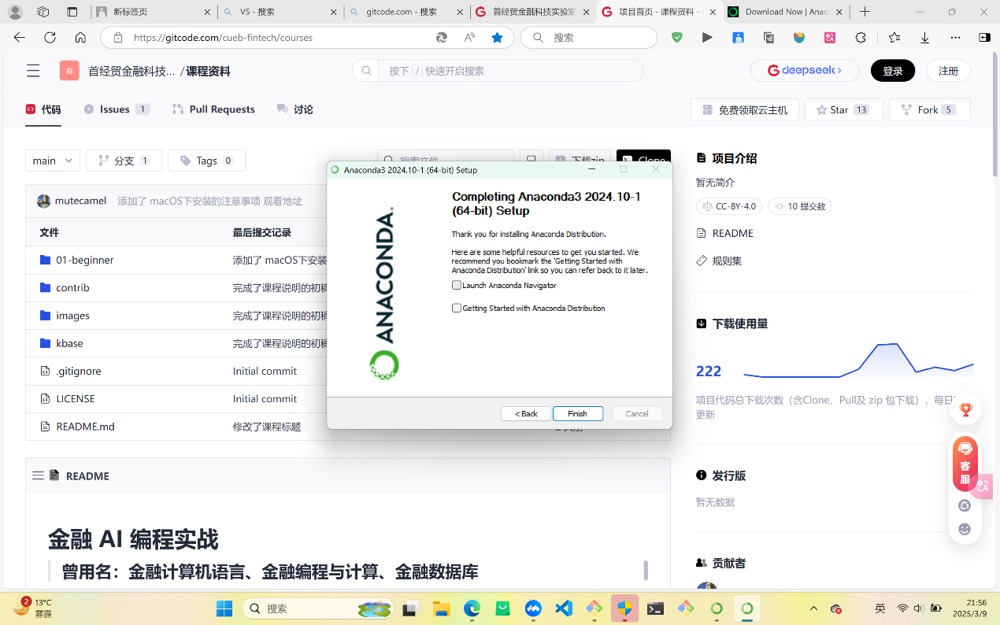 新标签页
VS - 搜索
gitcode.com - 搜索
首经贸金融科技实验室
项目首页 - 课程资料 -
Download Now | Anac
https://gitcode.com/cueb-fintech/courses
搜索
首
首经贸金融科技... /课程资料
按下 / 快速开启搜索
deepseek
登录
注册
代码
Issues 1
Pull Requests
讨论
免费领取云主机
Star 13
Fork 5
main
分支 1
Tags 0
搜索文件
下载zip
Clone
mutecamel 添加了 macOS下安装的注意事项 观看地址
文件 最后提交记录
01-beginner 添加了 macOS下安装
contrib 完成了课程说明的初稿
images 完成了课程说明的初稿
kbase 完成了课程说明的初稿
.gitignore Initial commit
LICENSE Initial commit
README.md 修改了课程标题
README
金融 AI 编程实战
曾用名：金融计算机语言、金融编程与计算、金融数据库
Anaconda3 2024.10-1 (64-bit) Setup
ANACONDA.
Completing Anaconda3 2024.10-1
(64-bit) Setup
Thank you for installing Anaconda Distribution.
Here are some helpful resources to get you started. We
recommend you bookmark the 'Getting Started with
Anaconda Distribution' link so you can refer back to it later.
Launch Anaconda Navigator
Getting Started with Anaconda Distribution
< Back
Finish
Cancel
项目介绍
暂无简介
CC-BY-4.0
10 提交数
README
规则集
下载使用量
222
项目代码总下载次数（含Clone、Pull及 zip 包下载），每日
更新
发行版
暂无数据
贡献者
客
服
2
13°C
雾霾
搜索
英
21:56
2025/3/9